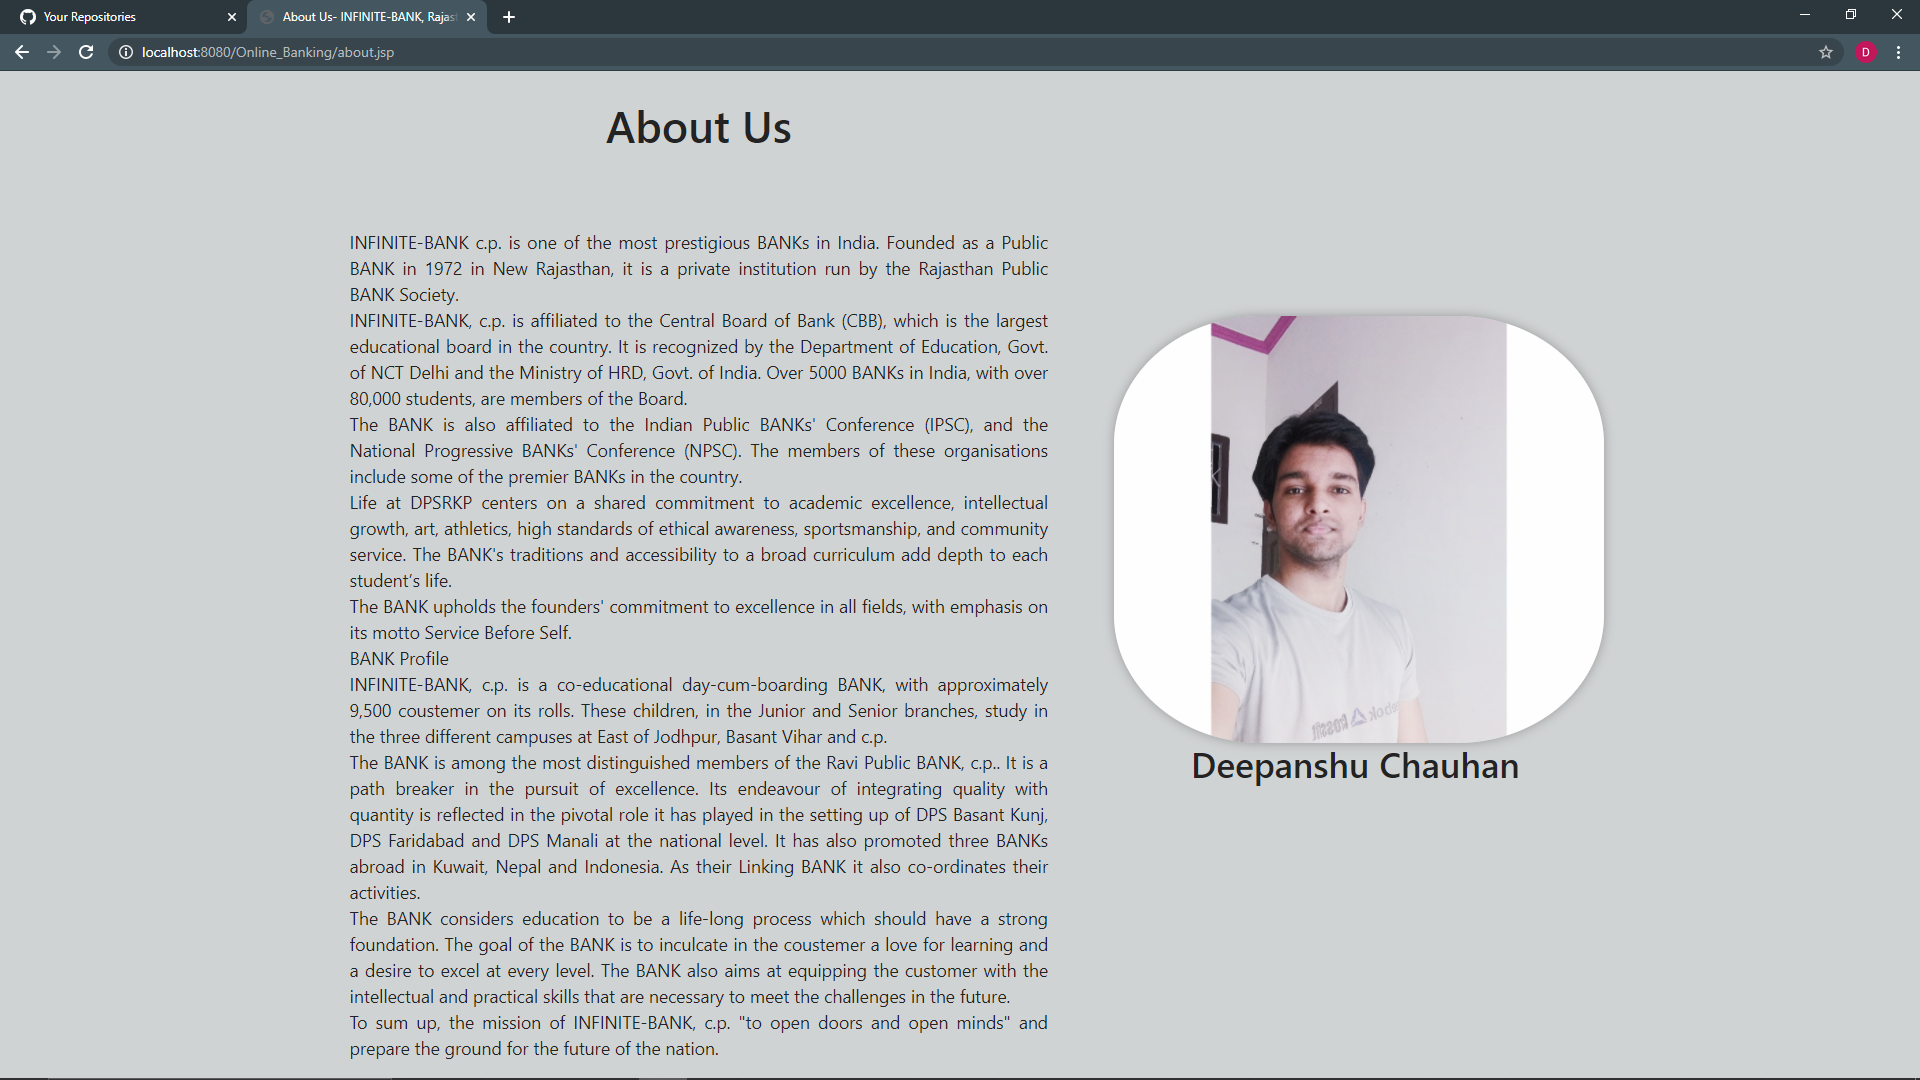 Your Repositories
About Us- INFINITE-BANK, Rajast
localhost:8080/Online_Banking/about.jsp
D
About Us
INFINITE-BANK c.p. is one of the most prestigious BANKs in India. Founded as a Public
BANK in 1972 in New Rajasthan, it is a private institution run by the Rajasthan Public
BANK Society.
INFINITE-BANK, c.p. is affiliated to the Central Board of Bank (CBB), which is the largest
educational board in the country. It is recognized by the Department of Education, Govt.
of NCT Delhi and the Ministry of HRD, Govt. of India. Over 5000 BANKs in India, with over
80,000 students, are members of the Board.
The BANK is also affiliated to the Indian Public BANKs' Conference (IPSC), and the
National Progressive BANKs' Conference (NPSC). The members of these organisations
include some of the premier BANKs in the country.
Life at DPSRKP centers on a shared commitment to academic excellence, intellectual
growth, art, athletics, high standards of ethical awareness, sportsmanship, and community
service. The BANK's traditions and accessibility to a broad curriculum add depth to each
student’s life.
The BANK upholds the founders' commitment to excellence in all fields, with emphasis on
its motto Service Before Self.
BANK Profile
INFINITE-BANK, c.p. is a co-educational day-cum-boarding BANK, with approximately
9,500 coustemer on its rolls. These children, in the Junior and Senior branches, study in
the three different campuses at East of Jodhpur, Basant Vihar and c.p.
The BANK is among the most distinguished members of the Ravi Public BANK, c.p.. It is a
path breaker in the pursuit of excellence. Its endeavour of integrating quality with
quantity is reflected in the pivotal role it has played in the setting up of DPS Basant Kunj,
DPS Faridabad and DPS Manali at the national level. It has also promoted three BANKs
abroad in Kuwait, Nepal and Indonesia. As their Linking BANK it also co-ordinates their
activities.
The BANK considers education to be a life-long process which should have a strong
foundation. The goal of the BANK is to inculcate in the coustemer a love for learning and
a desire to excel at every level. The BANK also aims at equipping the customer with the
intellectual and practical skills that are necessary to meet the challenges in the future.
To sum up, the mission of INFINITE-BANK, c.p. "to open doors and open minds" and
prepare the ground for the future of the nation.
Deepanshu Chauhan